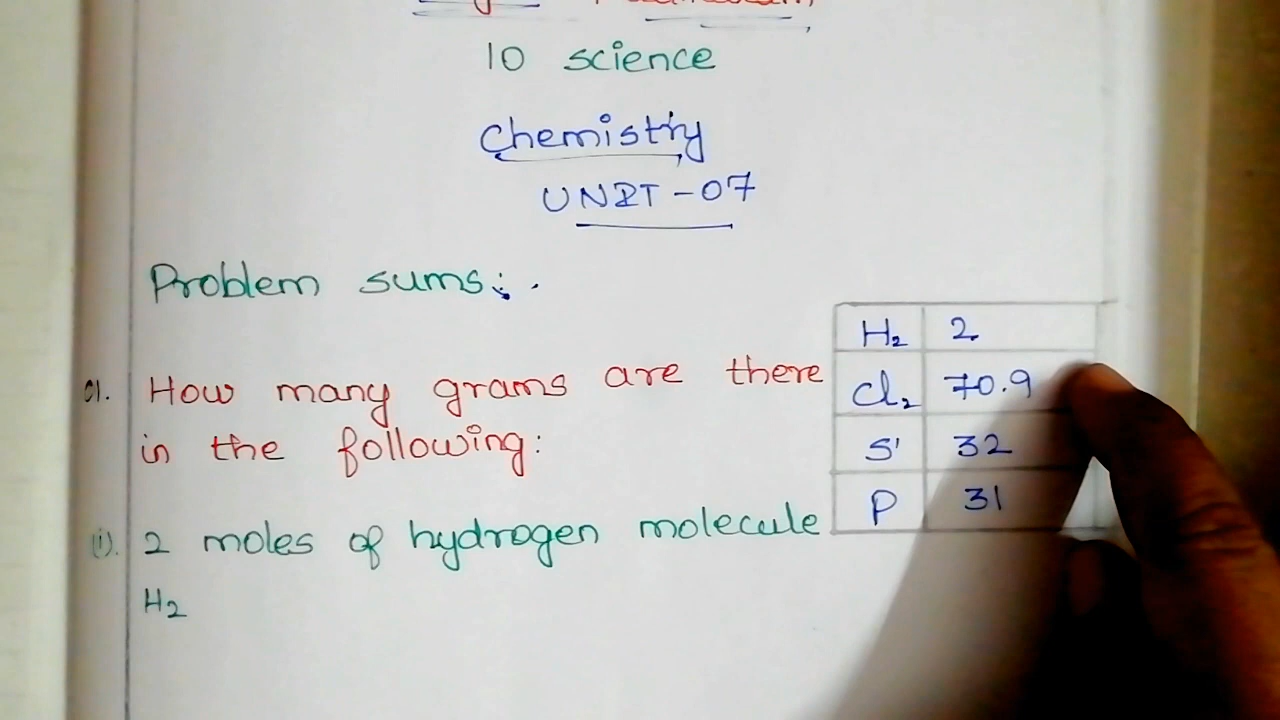 10 science
Chemistry
UNIT-07
Problem sums:
01. How many grams are there
in the following:
(i). 2 moles of hydrogen molecule
H₂
H₂ 2
Cl₂ 70.9
S 32
P 31